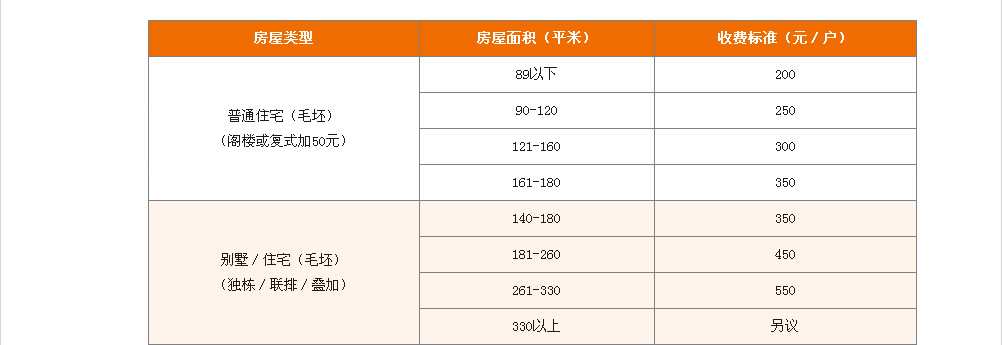 房屋类型 房屋面积（平米） 收费标准（元／户）
普通住宅（毛坯）
（阁楼或复式加50元）
89以下 200
90-120 250
121-160 300
161-180 350
别墅／住宅（毛坯）
（独栋／联排／叠加）
140-180 350
181-260 450
261-330 550
330以上 另议